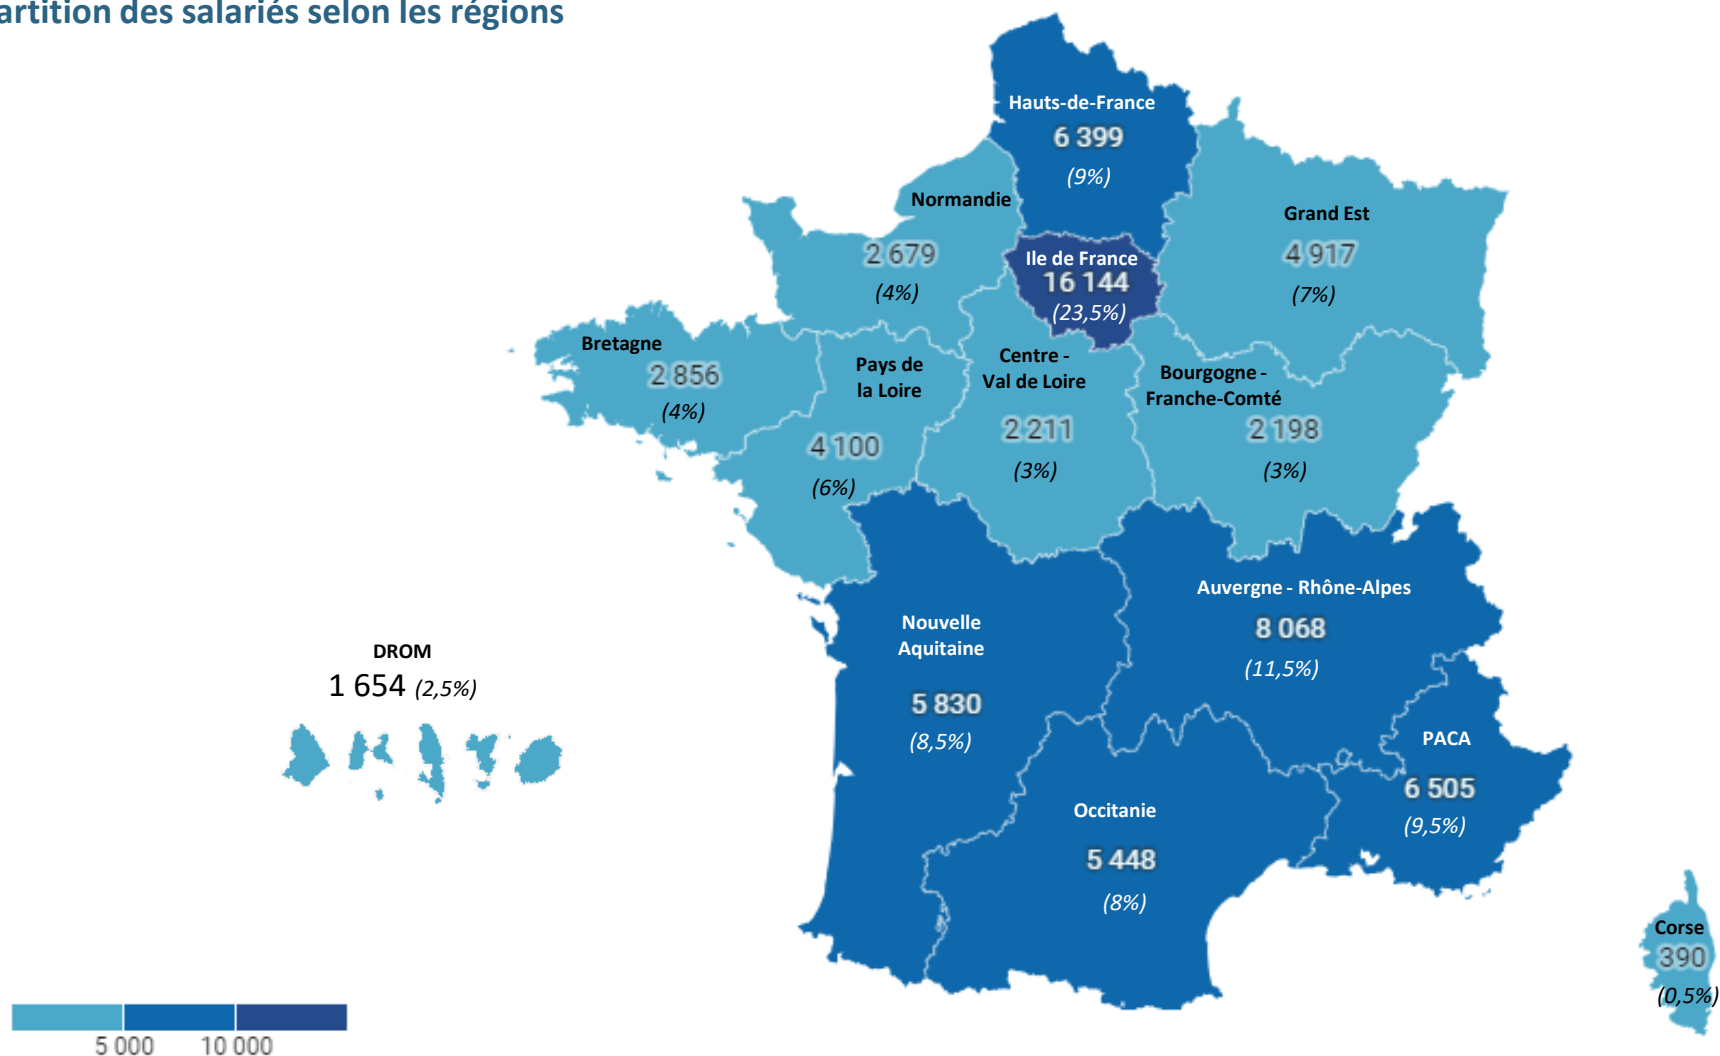 artition des salariés selon les régions
Hauts-de-France
6 399
(9%)
Normandie
2 679
(4%)
Ile de France
16 144
(23,5%)
Grand Est
4 917
(7%)
Bretagne
2 856
(4%)
Pays de
la Loire
4 100
(6%)
Centre -
Val de Loire
2 211
(3%)
Bourgogne -
Franche-Comté
2 198
(3%)
Nouvelle
Aquitaine
5 830
(8,5%)
Auvergne - Rhône-Alpes
8 068
(11,5%)
DROM
1 654 (2,5%)
PACA
6 505
(9,5%)
Occitanie
5 448
(8%)
Corse
390
(0,5%)
5 000 10 000